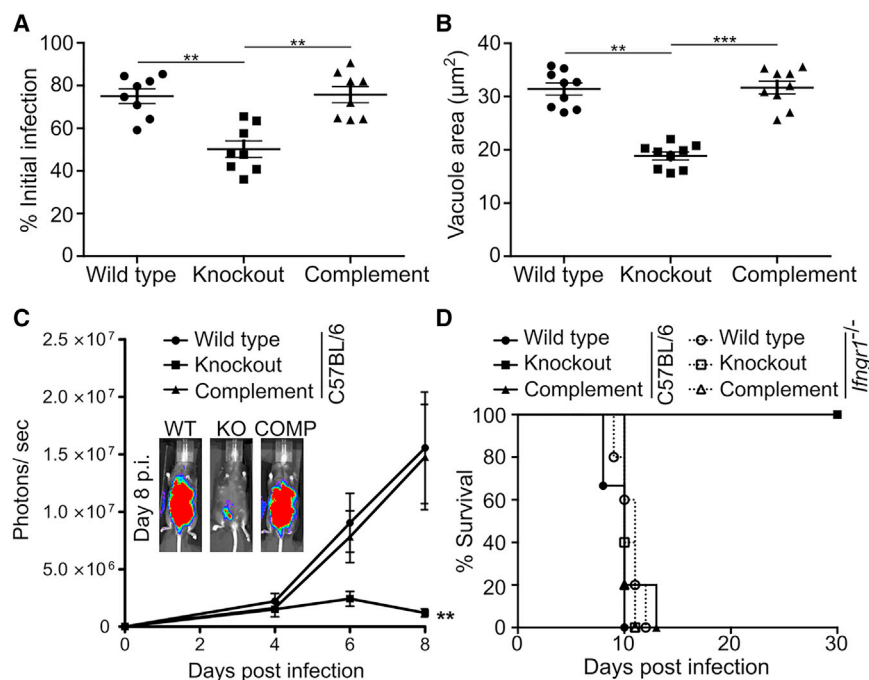 A
% Initial infection
100
80
60
40
20
0
** **
Wild type Knockout Complement
B
Vacuole area (μm²)
40
30
20
10
0
** ***
Wild type Knockout Complement
C
Photons/ sec
2.5 ×10⁷
2.0 ×10⁷
1.5 ×10⁷
1.0 ×10⁷
5.0 ×10⁶
0
Wild type
Knockout
Complement
C57BL/6
WT KO COMP
Day 8 p.i.
**
0 2 4 6 8
Days post infection
D
Wild type
Knockout
Complement
C57BL/6
Wild type
Knockout
Complement
Ifngr1⁻/⁻
% Survival
100
80
60
40
20
0
0 10 20 30
Days post infection